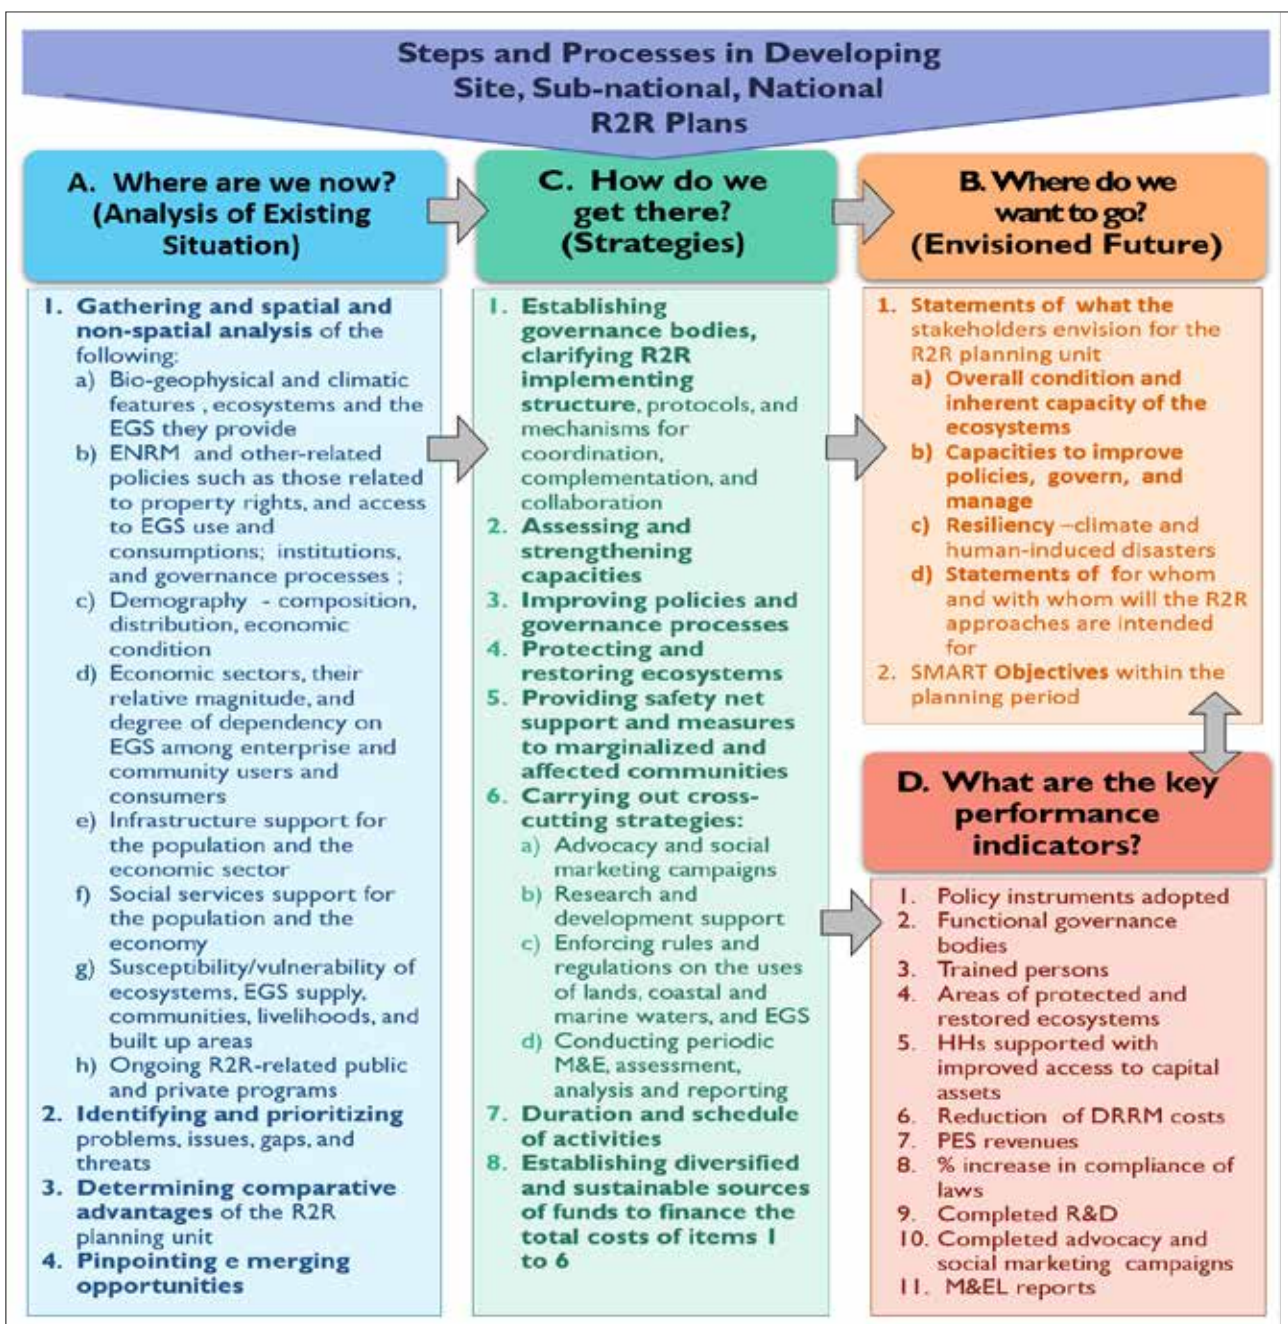 Steps and Processes in Developing
Site, Sub-national, National
R2R Plans
A. Where are we now?
(Analysis of Existing
Situation)
1. Gathering and spatial and
non-spatial analysis of the
following:
a) Bio-geophysical and climatic
features , ecosystems and the
EGS they provide
b) ENRM and other-related
policies such as those related
to property rights, and access
to EGS use and
consumptions; institutions,
and governance processes ;
c) Demography - composition,
distribution, economic
condition
d) Economic sectors, their
relative magnitude, and
degree of dependency on
EGS among enterprise and
community users and
consumers
e) Infrastructure support for
the population and the
economic sector
f) Social services support for
the population and the
economy
g) Susceptibility/vulnerability of
ecosystems, EGS supply,
communities, livelihoods, and
built up areas
h) Ongoing R2R-related public
and private programs
2. Identifying and prioritizing
problems, issues, gaps, and
threats
3. Determining comparative
advantages of the R2R
planning unit
4. Pinpointing e merging
opportunities
C. How do we
get there?
(Strategies)
1. Establishing
governance bodies,
clarifying R2R
implementing
structure, protocols, and
mechanisms for
coordination,
complementation, and
collaboration
2. Assessing and
strengthening
capacities
3. Improving policies and
governance processes
4. Protecting and
restoring ecosystems
5. Providing safety net
support and measures
to marginalized and
affected communities
6. Carrying out cross-
cutting strategies:
a) Advocacy and social
marketing campaigns
b) Research and
development support
c) Enforcing rules and
regulations on the uses
of lands, coastal and
marine waters, and EGS
d) Conducting periodic
M&E, assessment,
analysis and reporting
7. Duration and schedule
of activities
8. Establishing diversified
and sustainable sources
of funds to finance the
total costs of items 1
to 6
B. Where do we
want to go?
(Envisioned Future)
1. Statements of what the
stakeholders envision for the
R2R planning unit
a) Overall condition and
inherent capacity of the
ecosystems
b) Capacities to improve
policies, govern, and
manage
c) Resiliency –climate and
human-induced disasters
d) Statements of for whom
and with whom will the R2R
approaches are intended
for
2. SMART Objectives within the
planning period
D. What are the key
performance
indicators?
1. Policy instruments adopted
2. Functional governance
bodies
3. Trained persons
4. Areas of protected and
restored ecosystems
5. HHs supported with
improved access to capital
assets
6. Reduction of DRRM costs
7. PES revenues
8. % increase in compliance of
laws
9. Completed R&D
10. Completed advocacy and
social marketing campaigns
11. M&EL reports